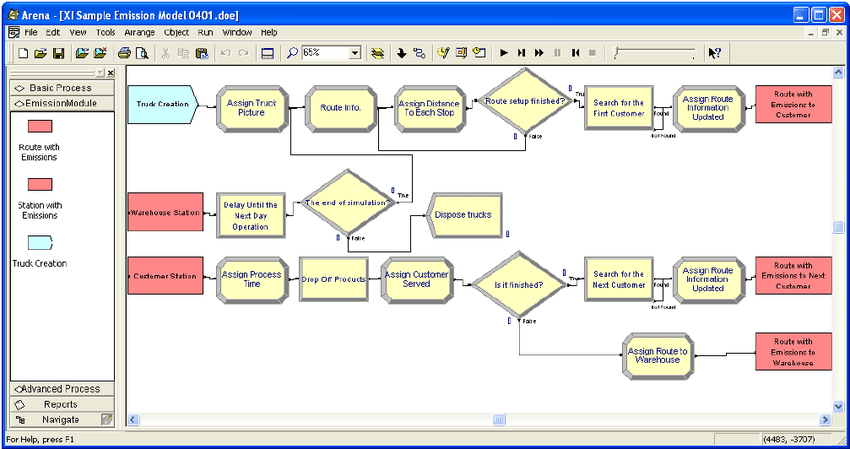 Arena - [XI Sample Emission Model 0401.doe]
File Edit View Tools Arrange Object Run Window Help
65%
Basic Process
EmissionModule
Route with
Emissions
Station with
Emissions
Truck Creation
Advanced Process
Reports
Navigate
Truck Creation
Assign Truck
Picture
Route Info.
Assign Distance
To Each Stop
Route setup finished?
True
False
Search for the
First Customer
Found
Not Found
Assign Route
Information
Updated
Route with
Emissions to
Customer
Warehouse Station
Delay Until the
Next Day
Operation
The end of simulation?
True
False
Dispose trucks
Customer Station
Assign Process
Time
Drop Off Products
Assign Customer
Served
Is it finished?
True
False
Search for the
Next Customer
Found
Not Found
Assign Route
Information
Updated
Route with
Emissions to Next
Customer
Assign Route to
Warehouse
Route with
Emissions to
Warehouse
For Help, press F1
(4483, -3707)